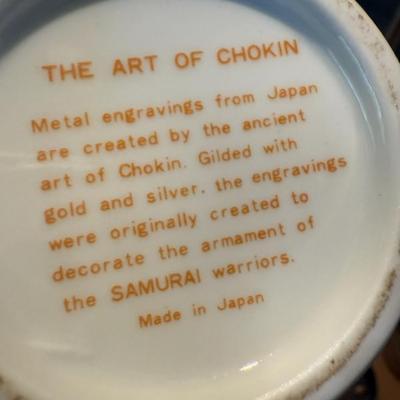 THE ART OF CHOKIN
Metal engravings from Japan
are created by the ancient
art of Chokin. Gilded with
gold and silver. the engravings
were originally created to
decorate the armament of
the SAMURAI warriors.
Made in Japan